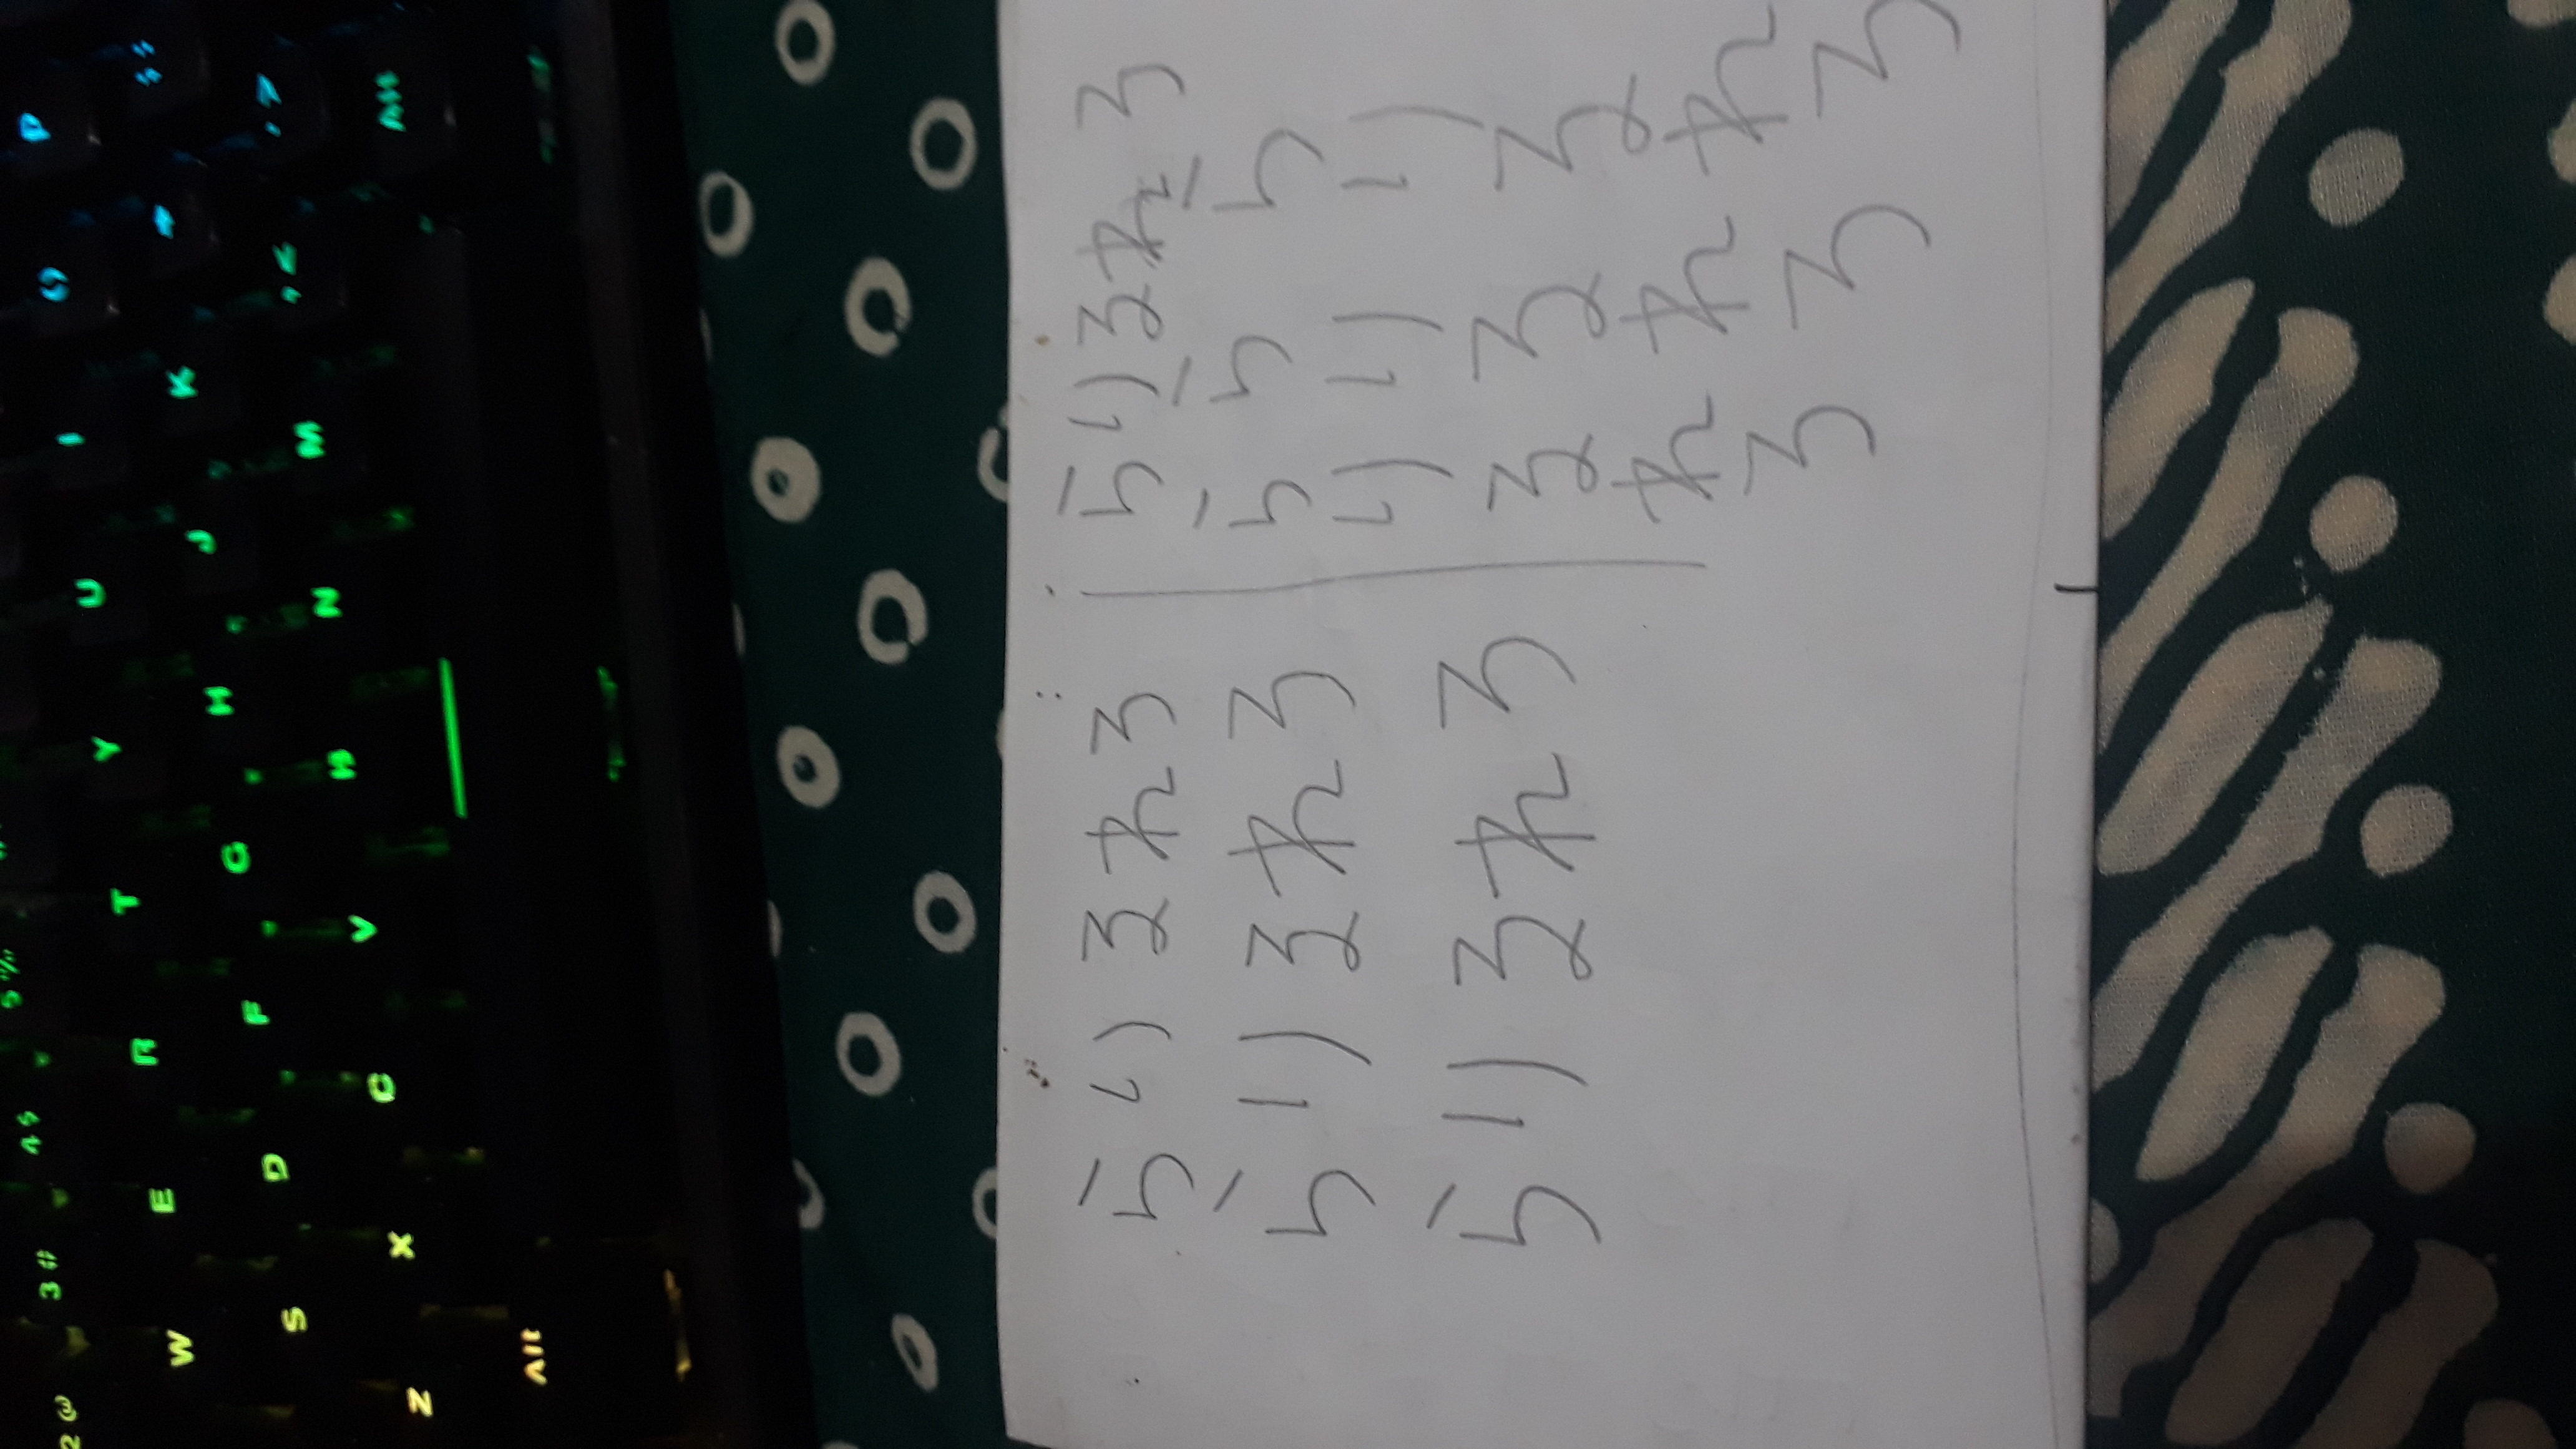 2 @ 3 # 4 $ 5 %
W E R T Y U I O P
S D F G H J K
Z X C V B N M , < . >
Alt Alt
らりるれろ
らりるれろ
らりるれろ
らりるれろ
ららら
りりり
るるる
れれれ
ろろろ